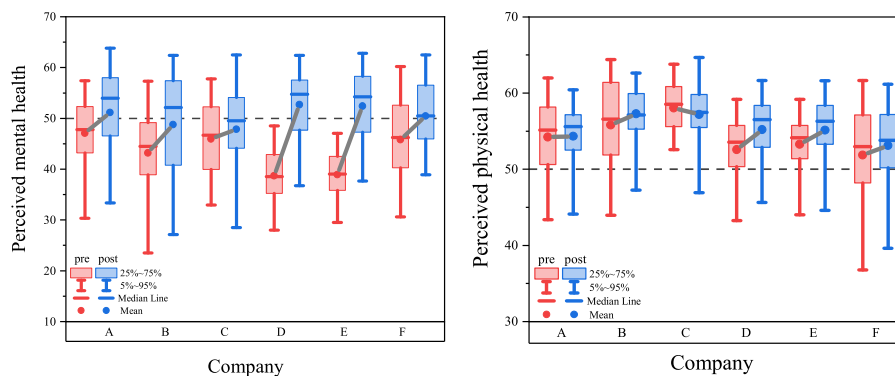 70
60
50
40
30
20
10
Perceived mental health
pre post
25%~75%
5%~95%
Median Line
Mean
A B C D E F
Company
70
60
50
40
30
Perceived physical health
pre post
25%~75%
5%~95%
Median Line
Mean
A B C D E F
Company